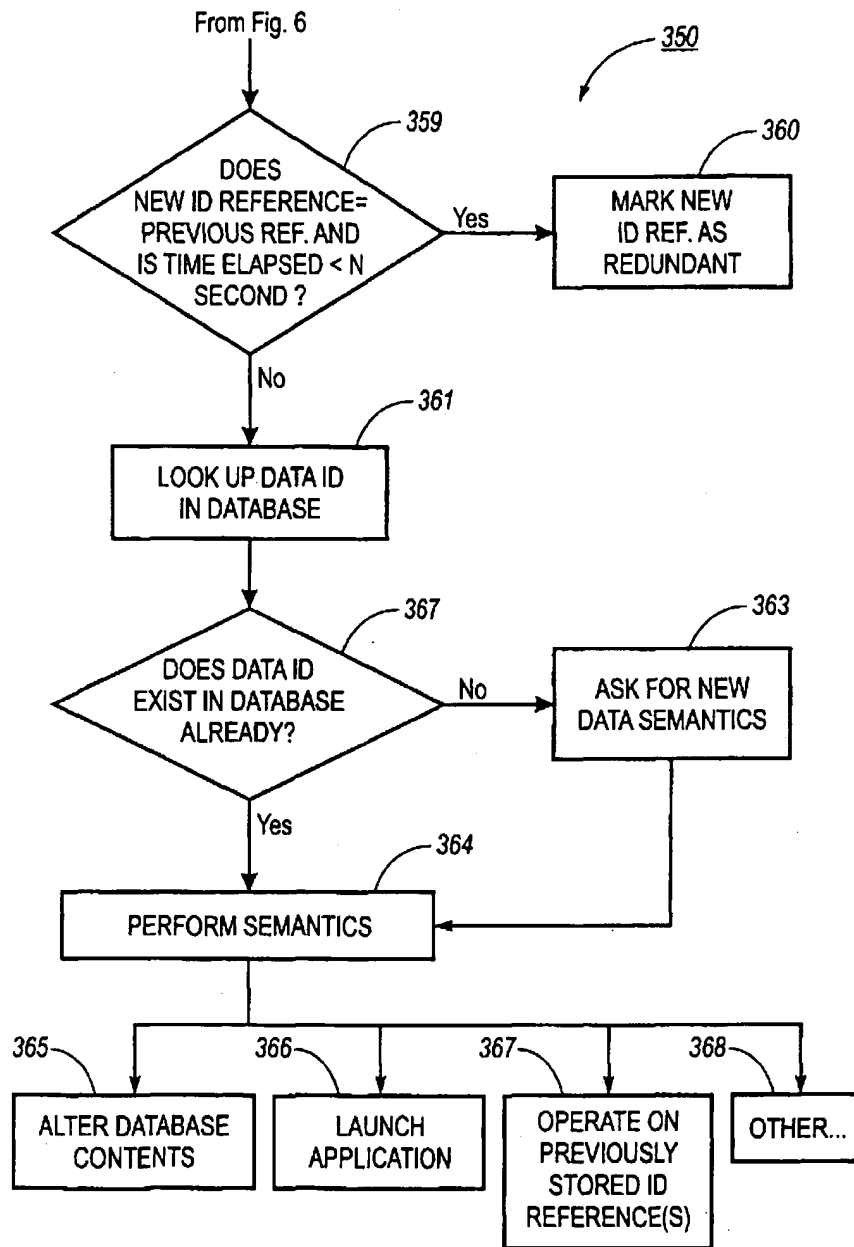 From Fig. 6
350
359
DOES
NEW ID REFERENCE=
PREVIOUS REF. AND
IS TIME ELAPSED < N
SECOND ?
Yes
360
MARK NEW
ID REF. AS
REDUNDANT
No
361
LOOK UP DATA ID
IN DATABASE
367
DOES DATA ID
EXIST IN DATABASE
ALREADY?
No
363
ASK FOR NEW
DATA SEMANTICS
Yes
364
PERFORM SEMANTICS
365
ALTER DATABASE
CONTENTS
366
LAUNCH
APPLICATION
367
OPERATE ON
PREVIOUSLY
STORED ID
REFERENCE(S)
368
OTHER...